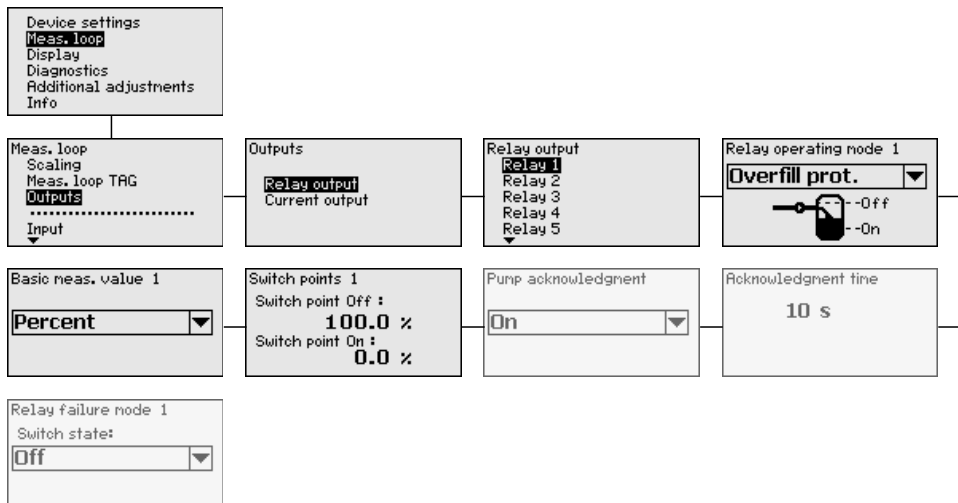 Device settings
Meas. loop
Display
Diagnostics
Additional adjustments
Info
Meas. loop
Scaling
Meas. loop TAG
Outputs
Input
Outputs
Relay output
Current output
Relay output
Relay 1
Relay 2
Relay 3
Relay 4
Relay 5
Relay operating mode 1
Overfill prot.
--Off
--On
Basic meas. value 1
Percent
Switch points 1
Switch point Off :
100.0 %
Switch point On :
0.0 %
Pump acknowledgment
On
Acknowledgment time
10 s
Relay failure mode 1
Switch state:
Off